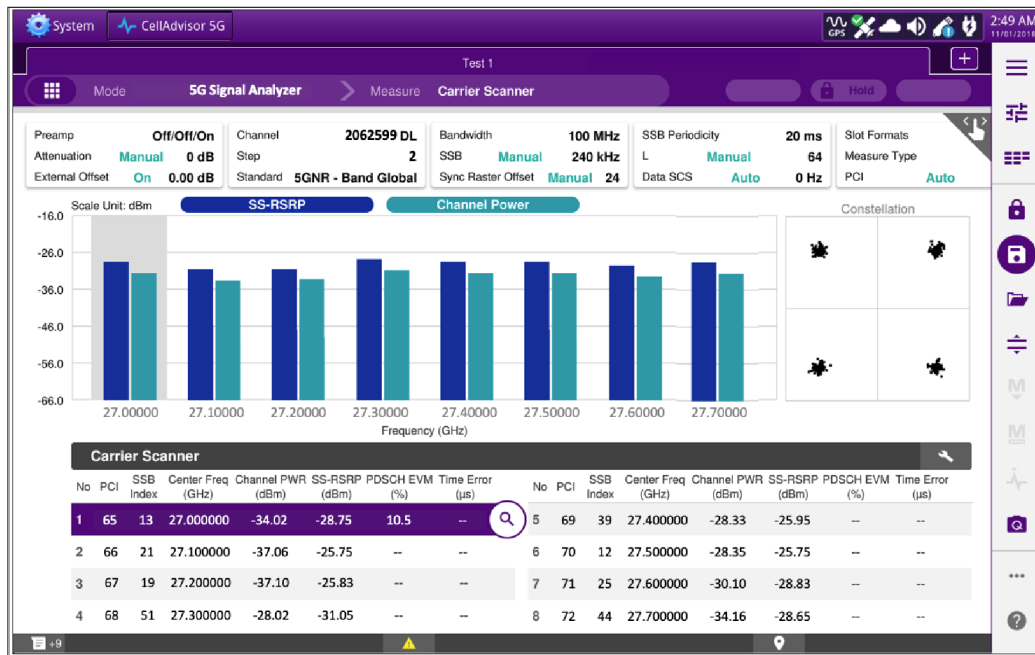 System CellAdvisor 5G GPS 2:49 AM
11/01/2018
Test 1 +
Mode 5G Signal Analyzer Measure Carrier Scanner Hold
Preamp Off/Off/On Channel 2062599 DL Bandwidth 100 MHz SSB Periodicity 20 ms Slot Formats
Attenuation Manual 0 dB Step 2 SSB Manual 240 kHz L Manual 64 Measure Type
External Offset On 0.00 dB Standard 5GNR - Band Global Sync Raster Offset Manual 24 Data SCS Auto 0 Hz PCI Auto
Scale Unit: dBm SS-RSRP Channel Power Constellation
-16.0
-26.0
-36.0
-46.0
-56.0
-66.0
27.00000 27.10000 27.20000 27.30000 27.40000 27.50000 27.60000 27.70000
Frequency (GHz)
M
M
Carrier Scanner
No PCI SSB Index Center Freq (GHz) Channel PWR (dBm) SS-RSRP (dBm) PDSCH EVM (%) Time Error (µs) No PCI SSB Index Center Freq (GHz) Channel PWR (dBm) SS-RSRP (dBm) PDSCH EVM (%) Time Error (µs)
1 65 13 27.000000 -34.02 -28.75 10.5 -- 5 69 39 27.400000 -28.33 -25.95 -- --
2 66 21 27.100000 -37.06 -25.75 -- -- 6 70 12 27.500000 -28.35 -25.75 -- --
3 67 19 27.200000 -37.10 -25.83 -- -- 7 71 25 27.600000 -30.10 -28.83 -- --
4 68 51 27.300000 -28.02 -31.05 -- -- 8 72 44 27.700000 -34.16 -28.65 -- --
+9